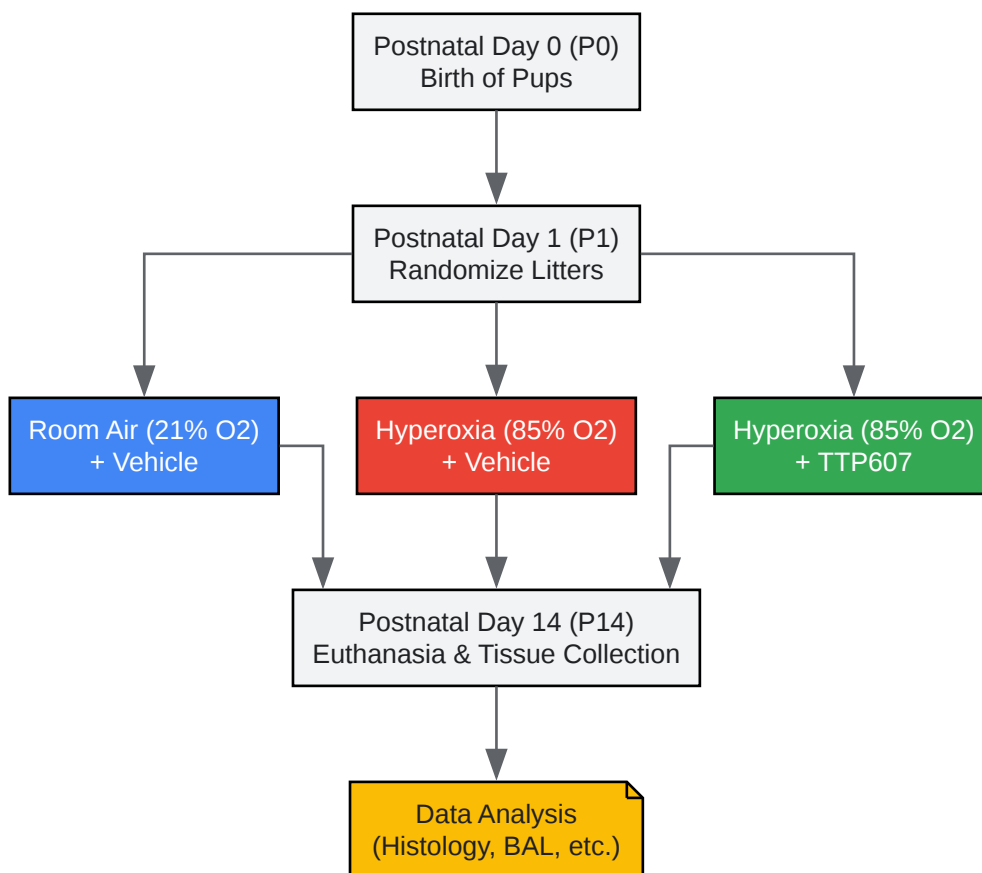 Postnatal Day 0 (P0)
Birth of Pups
Postnatal Day 1 (P1)
Randomize Litters
Room Air (21% O2)
+ Vehicle
Hyperoxia (85% O2)
+ Vehicle
Hyperoxia (85% O2)
+ TTP607
Postnatal Day 14 (P14)
Euthanasia & Tissue Collection
Data Analysis
(Histology, BAL, etc.)